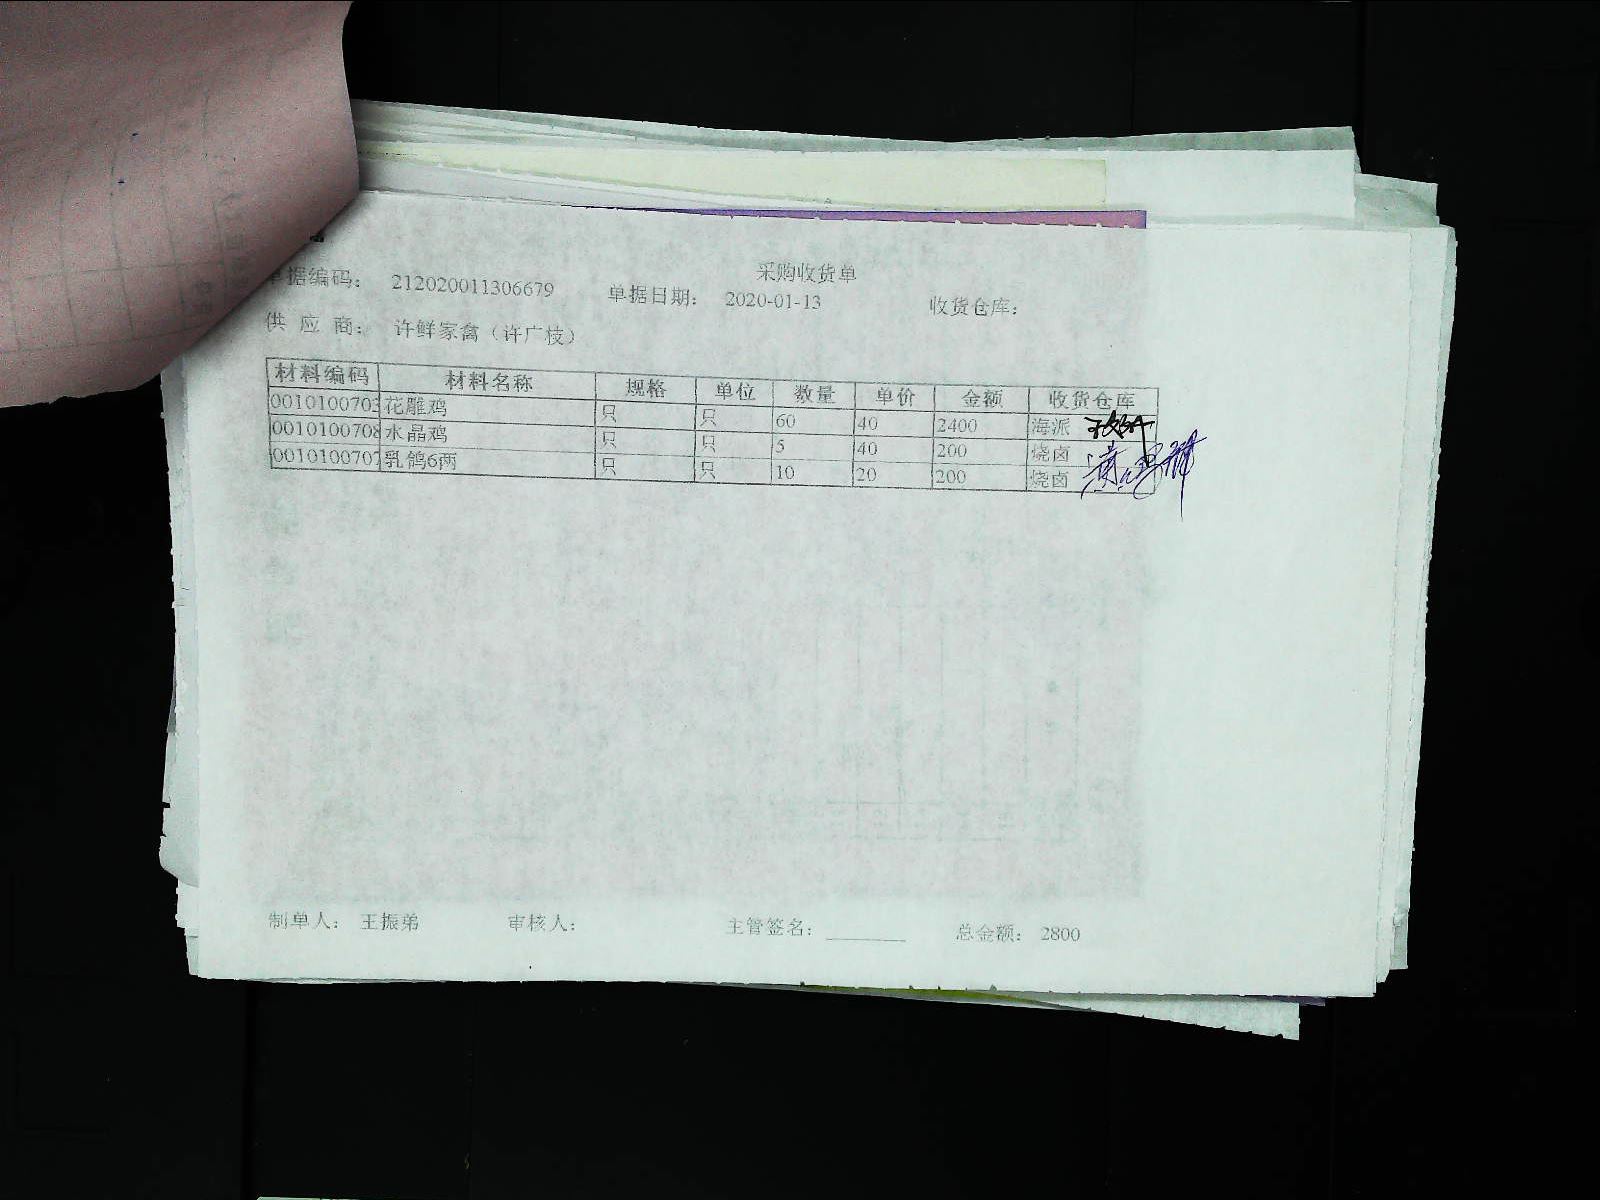 采购收货单
单据编码： 212020011306679 单据日期： 2020-01-13 收货仓库：
供 应 商： 许鲜家禽（许广枝）
材料编码 材料名称 规格 单位 数量 单价 金额 收货仓库
0010100703 花雕鸡 只 只 60 40 2400 海派
0010100708 水晶鸡 只 只 5 40 200 烧卤
0010100707 乳鸽6两 只 只 10 20 200 烧卤
制单人： 王振弟 审核人： 主管签名： 总金额： 2800